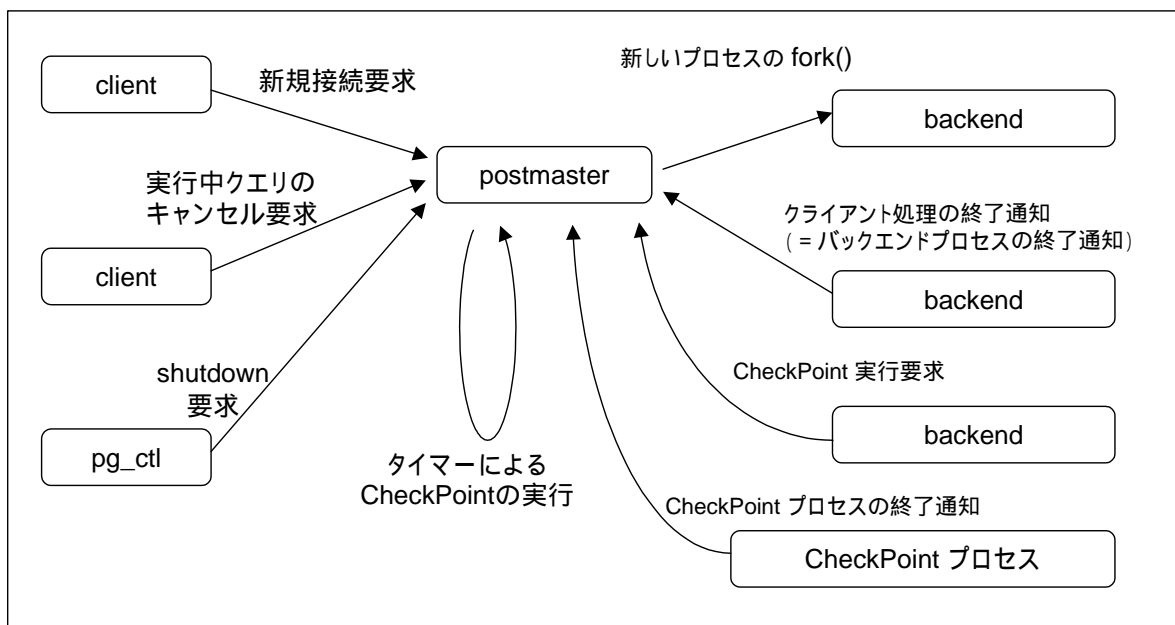 client
新規接続要求
実行中クエリの
キャンセル要求
client
shutdown
要求
pg_ctl
postmaster
タイマーによる
CheckPointの実行
新しいプロセスの fork()
backend
クライアント処理の終了通知
( = バックエンドプロセスの終了通知)
backend
CheckPoint 実行要求
backend
CheckPoint プロセスの終了通知
CheckPoint プロセス